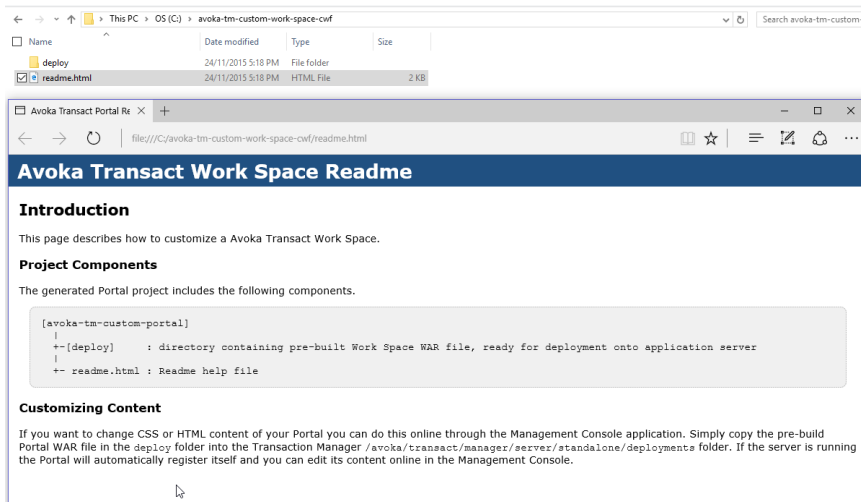 This PC > OS (C:) > avoka-tm-custom-work-space-cwf
Search avoka-tm-custom-
Name Date modified Type Size
deploy 24/11/2015 5:18 PM File folder
readme.html 24/11/2015 5:18 PM HTML File 2 KB
Avoka Transact Portal Re
file:///C:/avoka-tm-custom-work-space-cwf/readme.html
Avoka Transact Work Space Readme
Introduction
This page describes how to customize a Avoka Transact Work Space.
Project Components
The generated Portal project includes the following components.
[avoka-tm-custom-portal]
|
+-[deploy] : directory containing pre-built Work Space WAR file, ready for deployment onto application server
|
+- readme.html : Readme help file
Customizing Content
If you want to change CSS or HTML content of your Portal you can do this online through the Management Console application. Simply copy the pre-build
Portal WAR file in the deploy folder into the Transaction Manager /avoka/transact/manager/server/standalone/deployments folder. If the server is running
the Portal will automatically register itself and you can edit its content online in the Management Console.